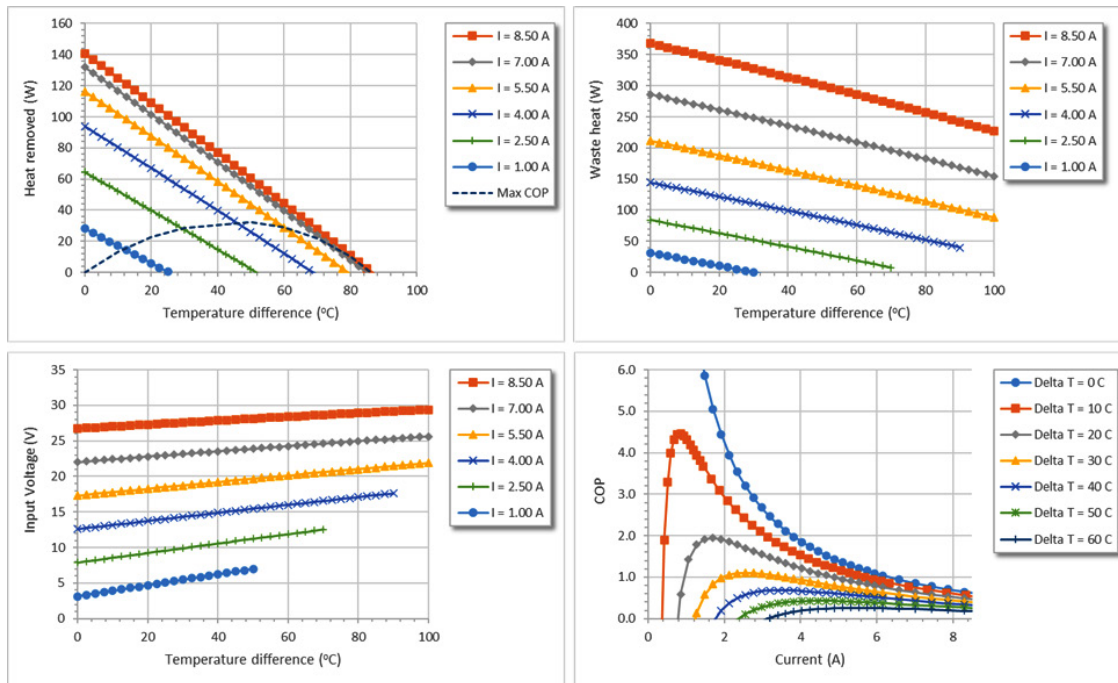 Heat removed (W)
160
140
120
100
80
60
40
20
0
0 20 40 60 80 100
Temperature difference (ºC)
I = 8.50 A
I = 7.00 A
I = 5.50 A
I = 4.00 A
I = 2.50 A
I = 1.00 A
Max COP
Waste heat (W)
400
350
300
250
200
150
100
50
0
0 20 40 60 80 100
Temperature difference (ºC)
I = 8.50 A
I = 7.00 A
I = 5.50 A
I = 4.00 A
I = 2.50 A
I = 1.00 A
Input Voltage (V)
35
30
25
20
15
10
5
0
0 20 40 60 80 100
Temperature difference (ºC)
I = 8.50 A
I = 7.00 A
I = 5.50 A
I = 4.00 A
I = 2.50 A
I = 1.00 A
COP
6.0
5.0
4.0
3.0
2.0
1.0
0.0
0 2 4 6 8
Current (A)
Delta T = 0 C
Delta T = 10 C
Delta T = 20 C
Delta T = 30 C
Delta T = 40 C
Delta T = 50 C
Delta T = 60 C